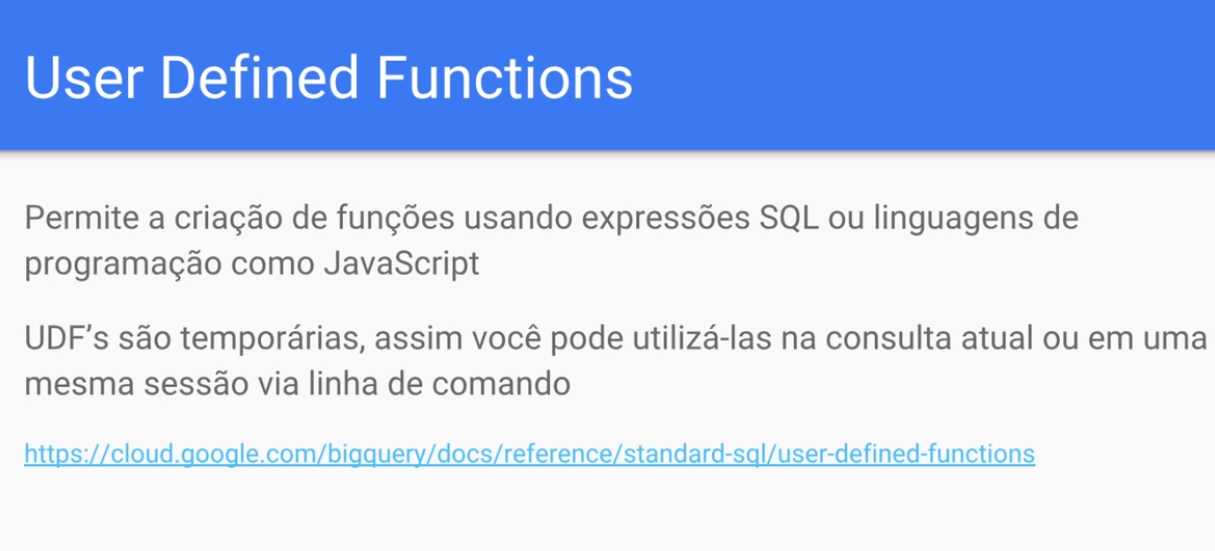 User Defined Functions
Permite a criação de funções usando expressões SQL ou linguagens de
programação como JavaScript
UDF’s são temporárias, assim você pode utilizá-las na consulta atual ou em uma
mesma sessão via linha de comando
https://cloud.google.com/bigquery/docs/reference/standard-sql/user-defined-functions